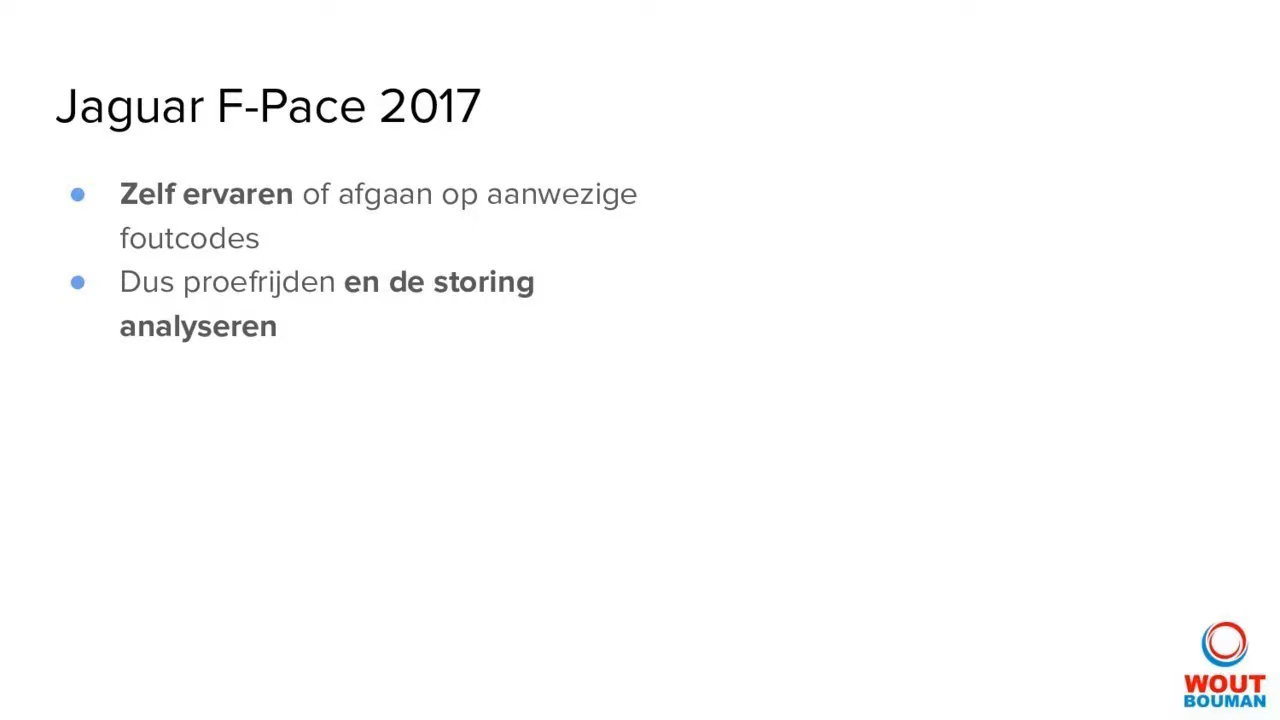 Jaguar F-Pace 2017
● Zelf ervaren of afgaan op aanwezige
foutcodes
● Dus proefrijden en de storing
analyseren
WOUT
BOUMAN